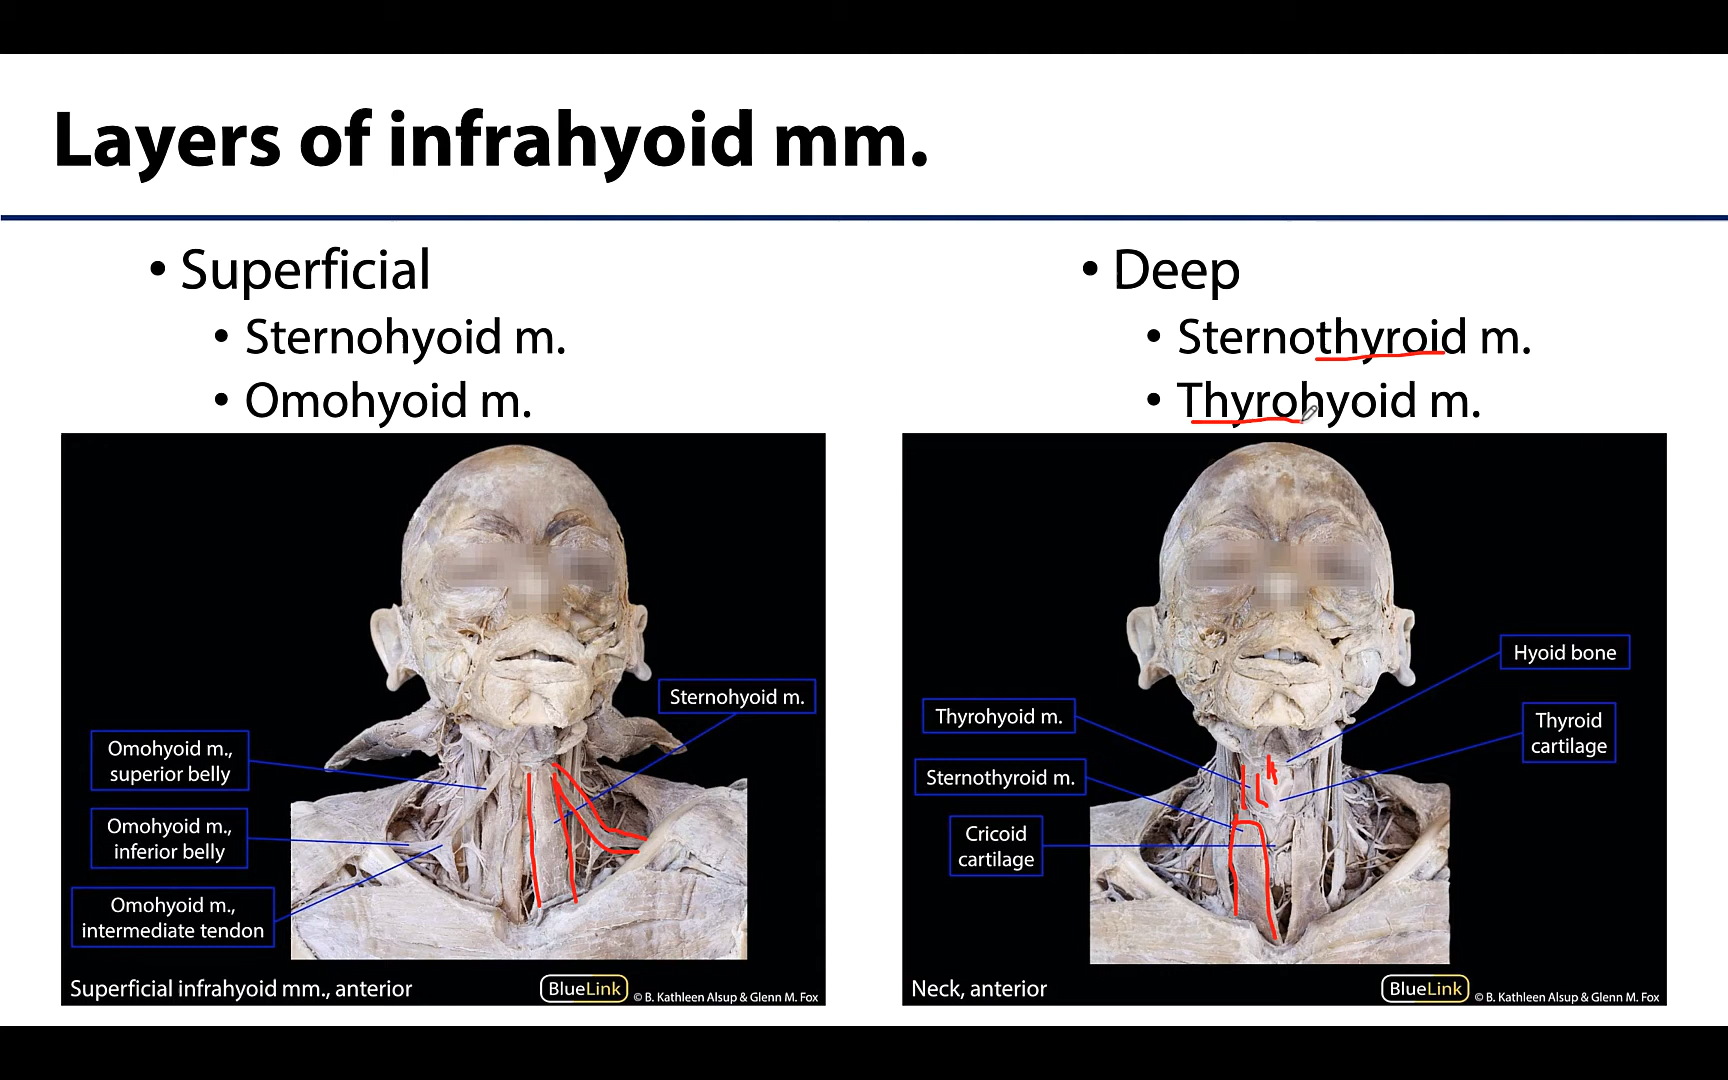 Layers of infrahyoid mm.
• Superficial
• Sternohyoid m.
• Omohyoid m.
• Deep
• Sternothyroid m.
• Thyrohyoid m.
Sternohyoid m.
Omohyoid m.,
superior belly
Omohyoid m.,
inferior belly
Omohyoid m.,
intermediate tendon
Superficial infrahyoid mm., anterior
BlueLink
© B. Kathleen Alsup & Glenn M. Fox
Hyoid bone
Thyrohyoid m.
Thyroid
cartilage
Sternothyroid m.
Cricoid
cartilage
Neck, anterior
BlueLink
© B. Kathleen Alsup & Glenn M. Fox